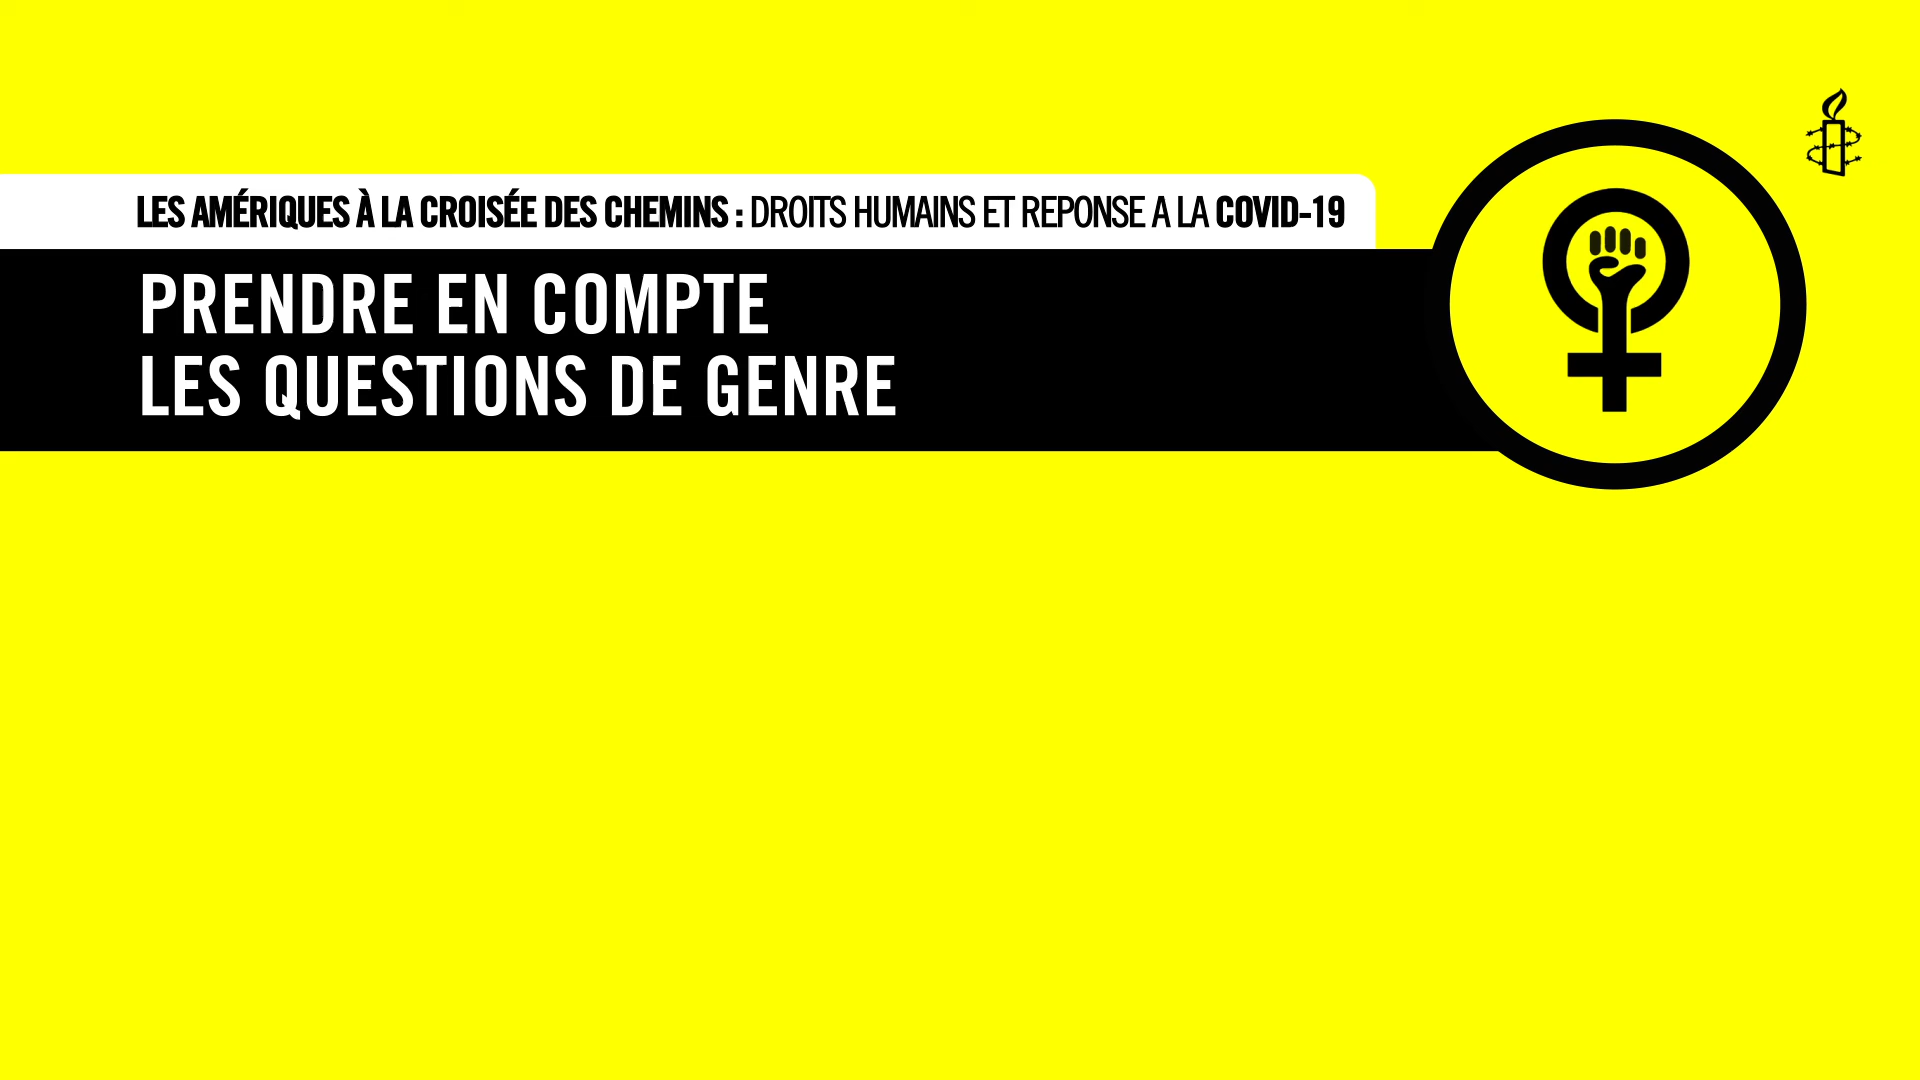 LES AMÉRIQUES À LA CROISÉE DES CHEMINS : DROITS HUMAINS ET REPONSE A LA COVID-19
PRENDRE EN COMPTE
LES QUESTIONS DE GENRE